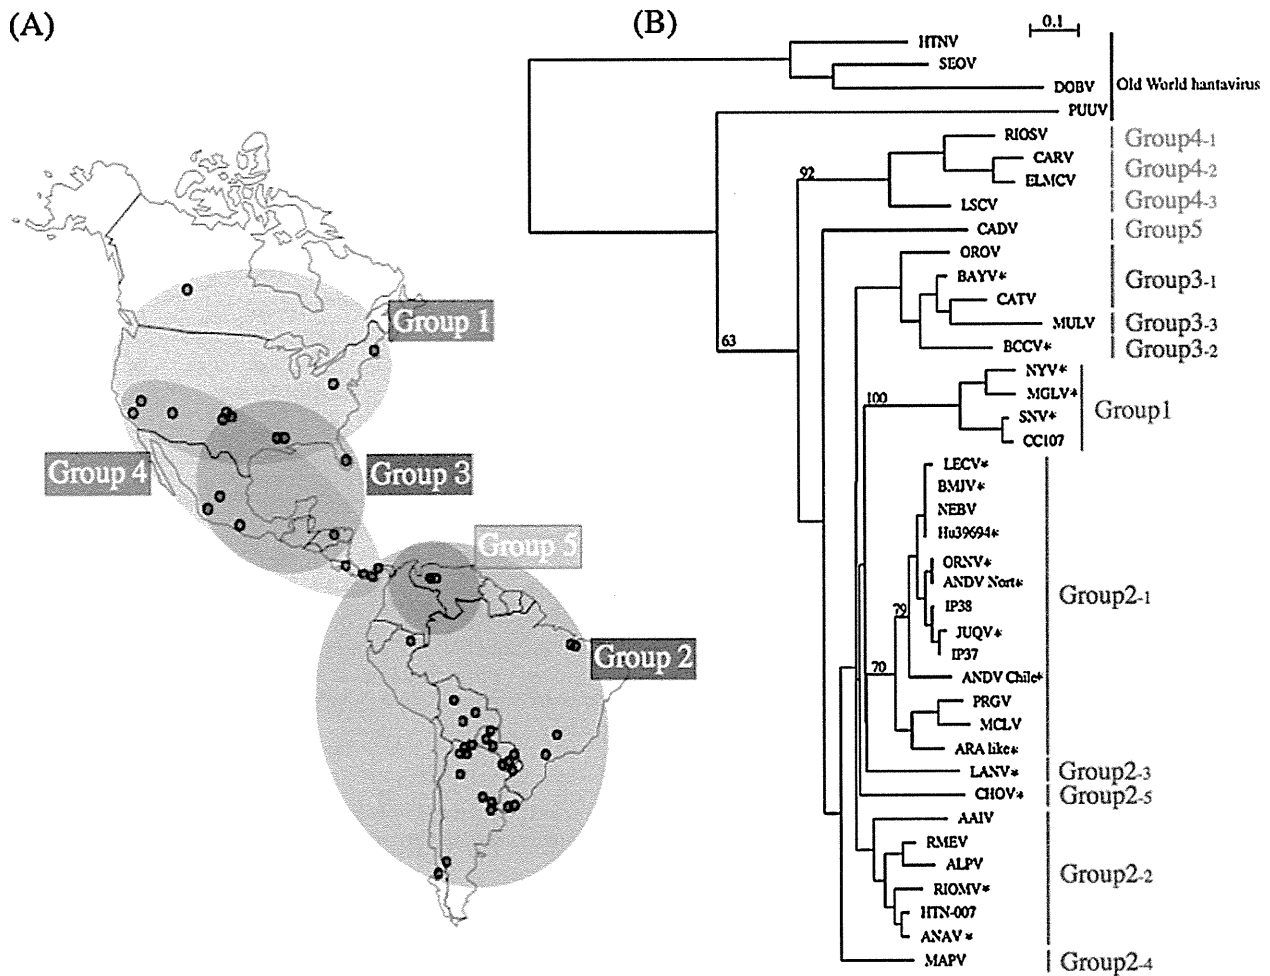 (A)
Group 1
Group 4
Group 3
Group 5
Group 2
(B)
0.1
HTNV
SEOV
DOBV
Old World hantavirus
PUUV
RIOSV
Group4-1
92
CARV
Group4-2
ELMCV
LSCV
Group4-3
CADV
Group5
OROV
BAYV*
Group3-1
CATV
MULV
Group3-3
63
BCCV*
Group3-2
NYV*
100
MGLV*
SNV*
Group1
CC107
LECV*
BMJV*
NEBV
Hu39694*
ORNV*
ANDV Nort*
Group2-1
79
IP38
JUQV*
IP37
70
ANDV Chile*
PRGV
MCLV
ARA like*
LANV*
Group2-3
CHOV*
Group2-5
AAIV
RMEV
ALPV
Group2-2
RIOMV*
HTN-007
ANAV*
MAPV
Group2-4